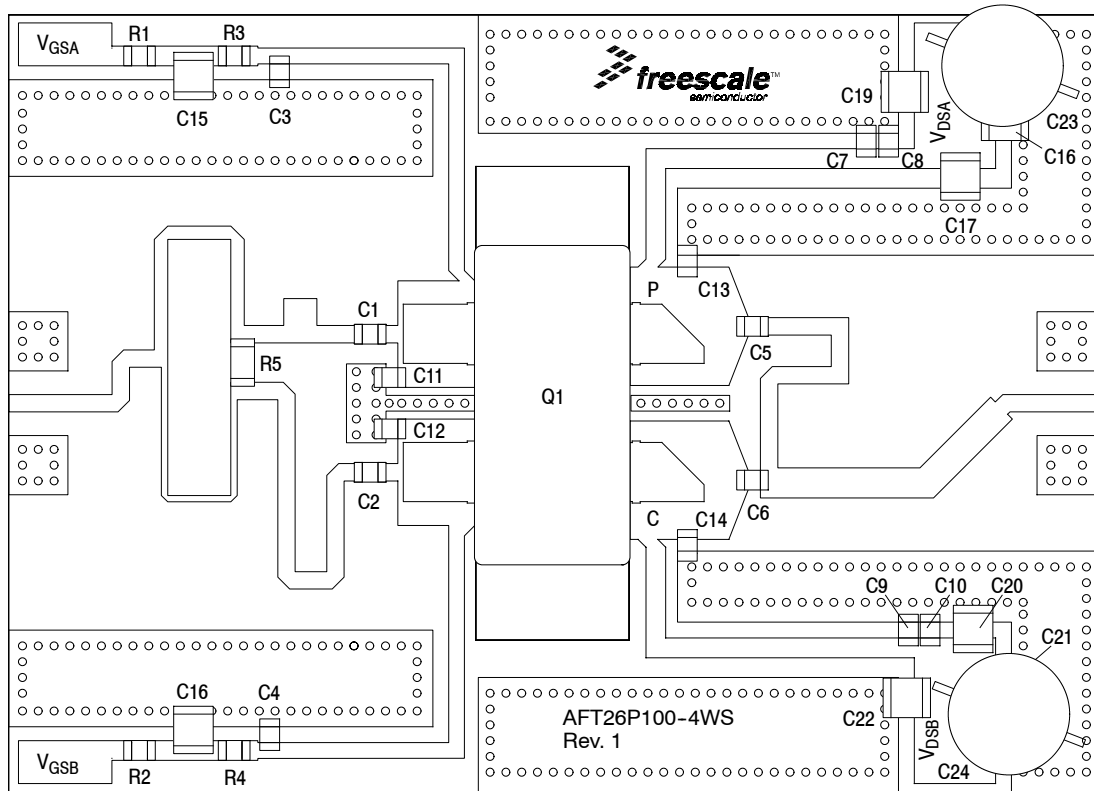 VGSA
R1
R3
C15
C3
freescale™
semiconductor
C19
VDSA
C23
C7
C8
C16
C17
C13
P
C1
C5
R5
C11
Q1
C12
C2
C6
C
C14
C9
C10
C20
C21
C16
C4
AFT26P100-4WS
Rev. 1
C22
VDSB
VGSB
R2
R4
C24